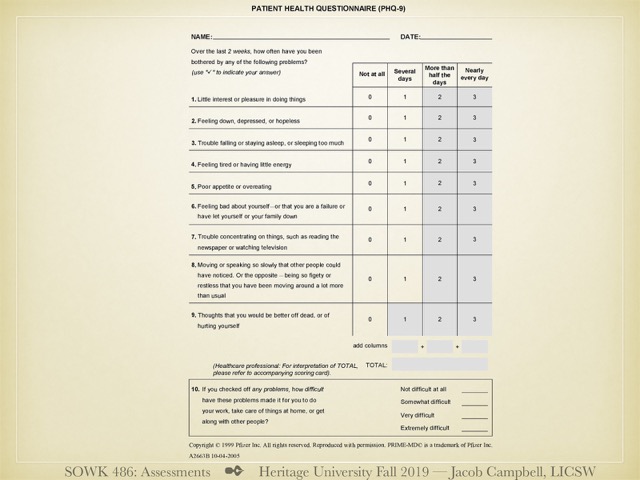 PATIENT HEALTH QUESTIONNAIRE (PHQ-9)
NAME: DATE:
Over the last 2 weeks, how often have you been
bothered by any of the following problems?
(use "✓" to indicate your answer)
Not at all
Several
days
More than
half the
days
Nearly
every day
1. Little interest or pleasure in doing things 0 1 2 3
2. Feeling down, depressed, or hopeless 0 1 2 3
3. Trouble falling or staying asleep, or sleeping too much 0 1 2 3
4. Feeling tired or having little energy 0 1 2 3
5. Poor appetite or overeating 0 1 2 3
6. Feeling bad about yourself--or that you are a failure or
have let yourself or your family down 0 1 2 3
7. Trouble concentrating on things, such as reading the
newspaper or watching television 0 1 2 3
8. Moving or speaking so slowly that other people could
have noticed. Or the opposite -- being so figety or
restless that you have been moving around a lot more
than usual 0 1 2 3
9. Thoughts that you would be better off dead, or of
hurting yourself 0 1 2 3
add columns + +
(Healthcare professional: For interpretation of TOTAL, TOTAL:
please refer to accompanying scoring card).
10. If you checked off any problems, how difficult
have these problems made it for you to do
your work, take care of things at home, or get
along with other people?
Not difficult at all
Somewhat difficult
Very difficult
Extremely difficult
Copyright © 1999 Pfizer Inc. All rights reserved. Reproduced with permission. PRIME-MD© is a trademark of Pfizer Inc.
A2663B 10-04-2005
SOWK 486: Assessments Heritage University Fall 2019 — Jacob Campbell, LICSW